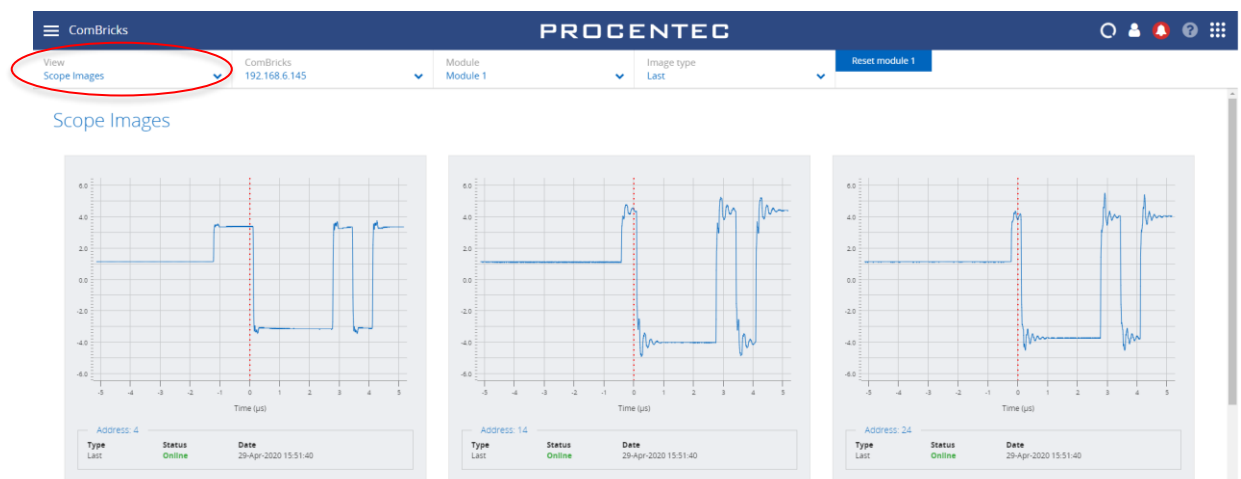 ComBricks
PROCENTEC
View
Scope Images
ComBricks
192.168.6.145
Module
Module 1
Image type
Last
Reset module 1
Scope Images
6.0
4.0
2.0
0.0
-2.0
-4.0
-6.0
-5 -4 -3 -2 -1 0 1 2 3 4 5
Time (µs)
Address: 4
Type Status Date
Last Online 29-Apr-2020 15:51:40
6.0
4.0
2.0
0.0
-2.0
-4.0
-6.0
-5 -4 -3 -2 -1 0 1 2 3 4 5
Time (µs)
Address: 14
Type Status Date
Last Online 29-Apr-2020 15:51:40
6.0
4.0
2.0
0.0
-2.0
-4.0
-6.0
-5 -4 -3 -2 -1 0 1 2 3 4 5
Time (µs)
Address: 24
Type Status Date
Last Online 29-Apr-2020 15:51:40